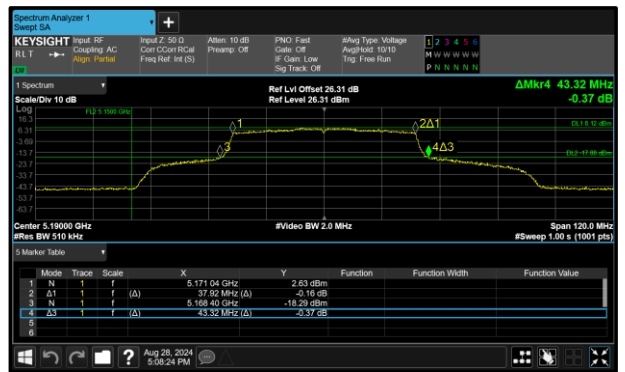 Spectrum Analyzer 1
Swept SA
+
KEYSIGHT Input: RF Input Z: 50 Ω Atten: 10 dB PNO: Fast #Avg Type: Voltage 1 2 3 4 5 6
RLT Coupling: AC Corr CCorr RCal Preamp: Off Gate: Off Avg|Hold: 10/10 M W W W W W
Align: Partial Freq Ref: Int (S) IF Gain: Low Trig: Free Run P N N N N N
Sig Track: Off
1 Spectrum Ref Lvl Offset 26.31 dB ΔMkr4 43.32 MHz
Scale/Div 10 dB Ref Level 26.31 dBm -0.37 dB
Log FL2 5.1500 GHz
16.3
6.31 1 2Δ1 DL1 8.12 dBm
-3.69
-13.7 3 4Δ3 DL2 -17.88 dBm
-23.7
-33.7
-43.7
-53.7
-63.7
Center 5.19000 GHz #Video BW 2.0 MHz Span 120.0 MHz
#Res BW 510 kHz #Sweep 1.00 s (1001 pts)
5 Marker Table
Mode Trace Scale X Y Function Function Width Function Value
1 N 1 f 5.171 04 GHz 2.63 dBm
2 Δ1 1 f (Δ) 37.92 MHz (Δ) -0.16 dB
3 N 1 f 5.168 40 GHz -18.29 dBm
4 Δ3 1 f (Δ) 43.32 MHz (Δ) -0.37 dB
5
6
? Aug 28, 2024
5:08:24 PM